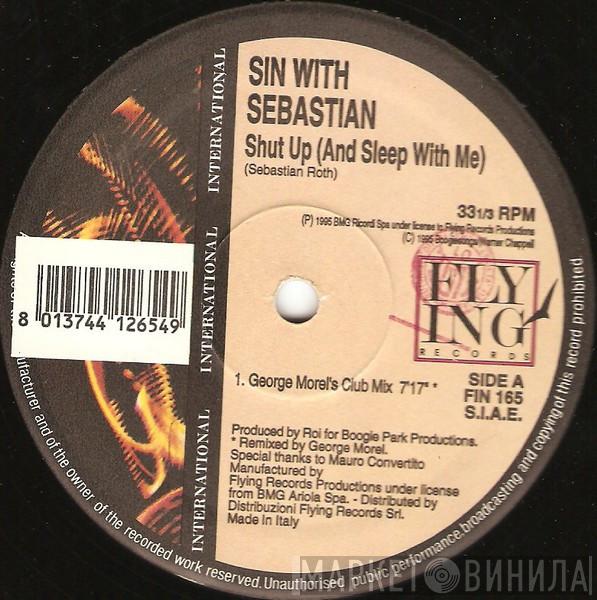 SIN WITH
SEBASTIAN
Shut Up (And Sleep With Me)
(Sebastian Roth)
33 1/3 RPM
(P) 1995 BMG Ricordi Spa under license to Flying Records Productions
(C) 1995 Boogiesongs/Warner Chappell
FLY
ING
RECORDS
1. George Morel's Club Mix 7'17" *
SIDE A
FIN 165
S.I.A.E.
Produced by Roi for Boogie Park Productions.
* Remixed by George Morel.
Special thanks to Mauro Convertito
Manufactured by
Flying Records Productions under license
from BMG Ariola Spa. - Distributed by
Distribuzioni Flying Records Srl.
Made in Italy
INTERNATIONAL
INTERNATIONAL
INTERNATIONAL
INTERNATIONAL
8 013744 126549
manufacturer and of the owner of the recorded work reserved. Unauthorised public performance, broadcasting and copying of this record prohibited
МАРКЕТ ВИНИЛА